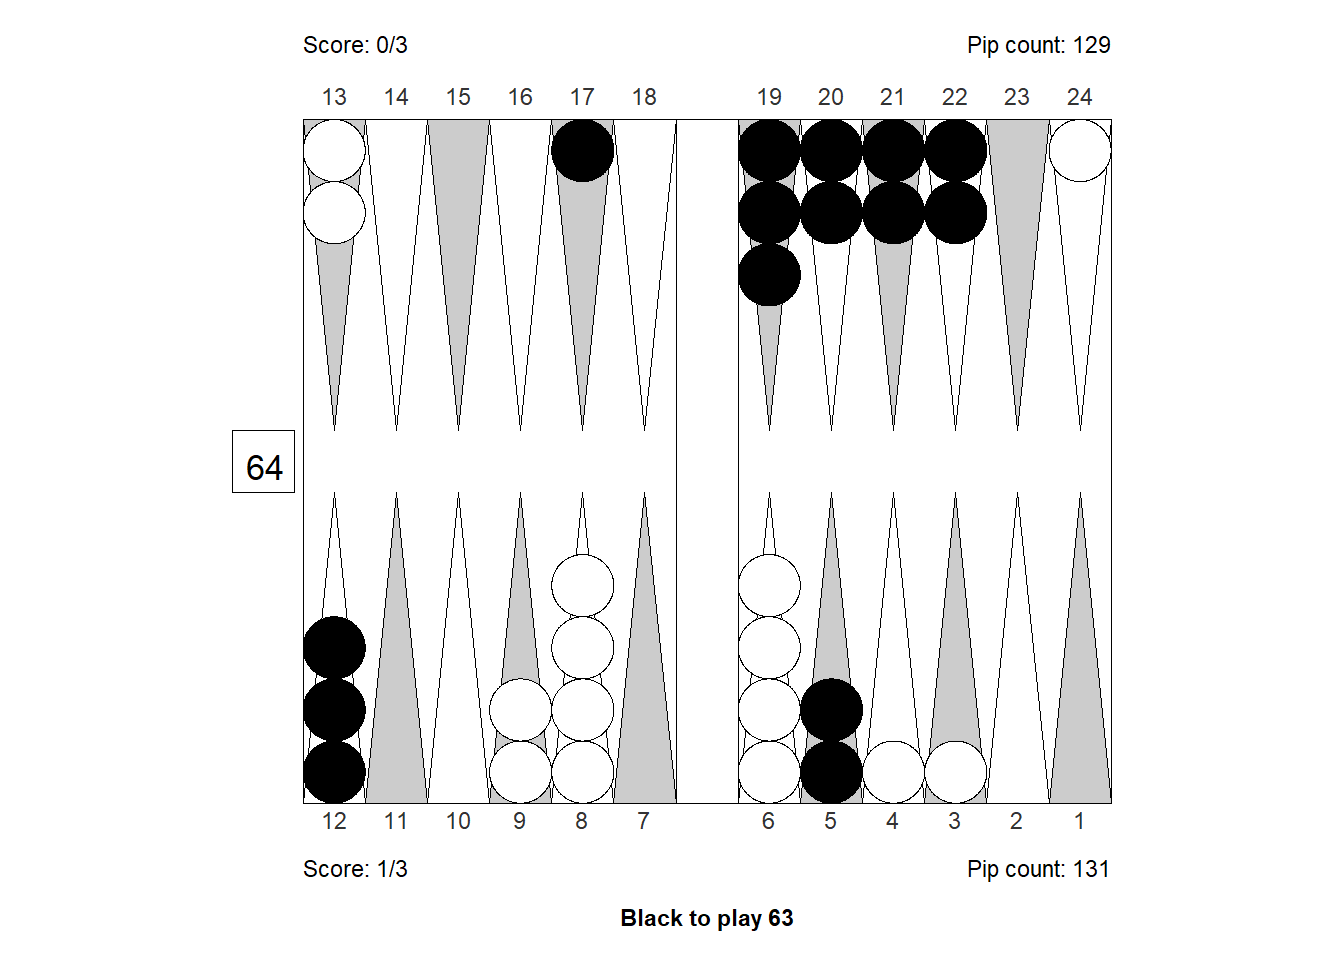 Score: 0/3 Pip count: 129
13 14 15 16 17 18 19 20 21 22 23 24
64
12 11 10 9 8 7 6 5 4 3 2 1
Score: 1/3 Pip count: 131
Black to play 63